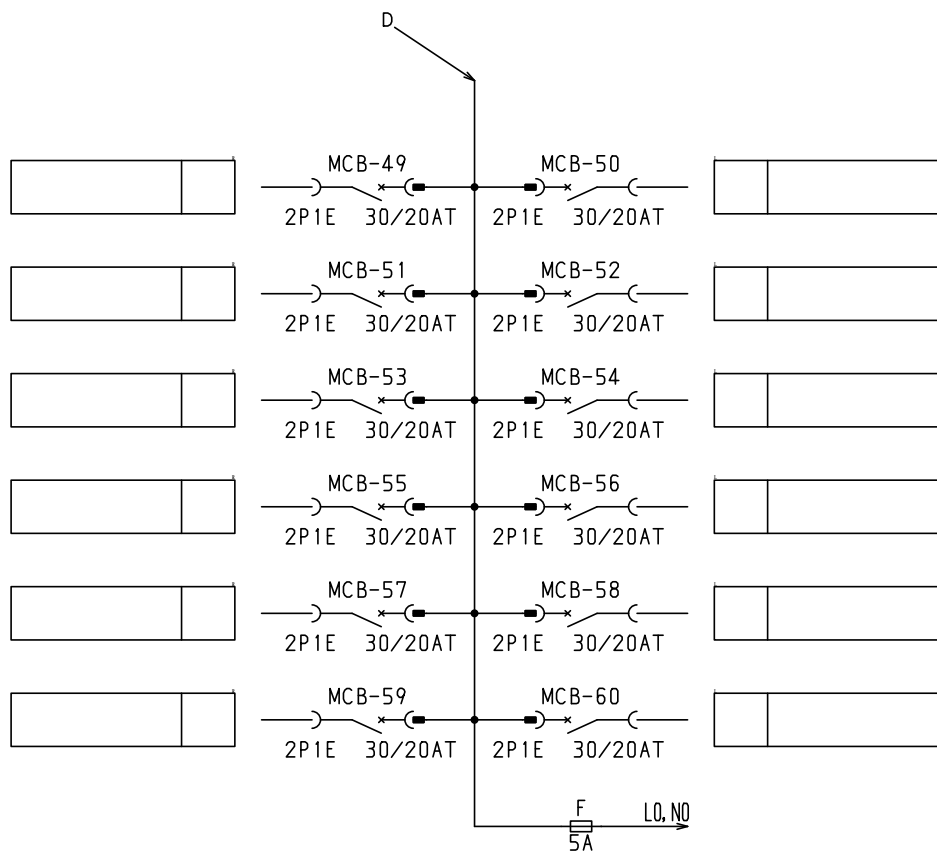 D
MCB-49 MCB-50
2P1E 30/20AT 2P1E 30/20AT
MCB-51 MCB-52
2P1E 30/20AT 2P1E 30/20AT
MCB-53 MCB-54
2P1E 30/20AT 2P1E 30/20AT
MCB-55 MCB-56
2P1E 30/20AT 2P1E 30/20AT
MCB-57 MCB-58
2P1E 30/20AT 2P1E 30/20AT
MCB-59 MCB-60
2P1E 30/20AT 2P1E 30/20AT
F L0,N0
5A